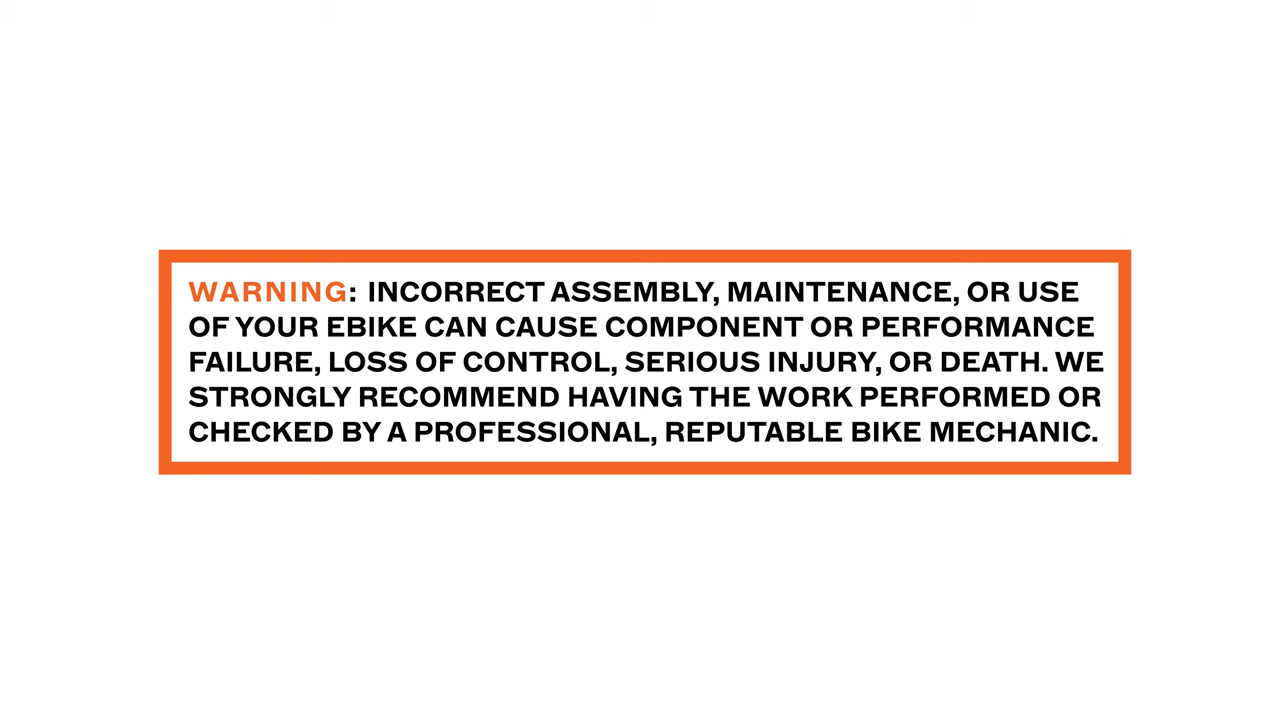 WARNING: INCORRECT ASSEMBLY, MAINTENANCE, OR USE
OF YOUR EBIKE CAN CAUSE COMPONENT OR PERFORMANCE
FAILURE, LOSS OF CONTROL, SERIOUS INJURY, OR DEATH. WE
STRONGLY RECOMMEND HAVING THE WORK PERFORMED OR
CHECKED BY A PROFESSIONAL, REPUTABLE BIKE MECHANIC.